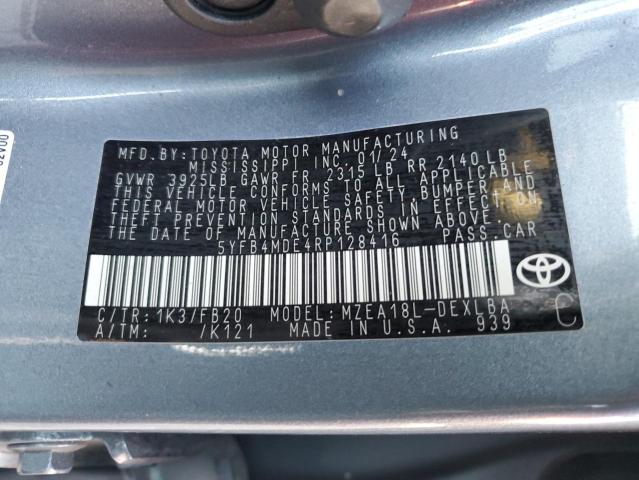 MFD.BY:TOYOTA MOTOR MANUFACTURING
MISSISSIPPI INC.01/24
GVWR 3925LB GAWR FR 2315 LB RR 2140LB
THIS VEHICLE CONFORMS TO ALL APPLICABLE
FEDERAL MOTOR VEHICLE SAFETY,BUMPER,AND
THEFT PREVENTION STANDARDS IN EFFECT ON
THE DATE OF MANUFACTURE SHOWN ABOVE.
5YFB4MDE4RP128416 PASS.CAR
C/TR:1K3/FB20 MODEL:MZEA18L-DEXLBA
A/TM: /K121 MADE IN U.S.A. 939
C